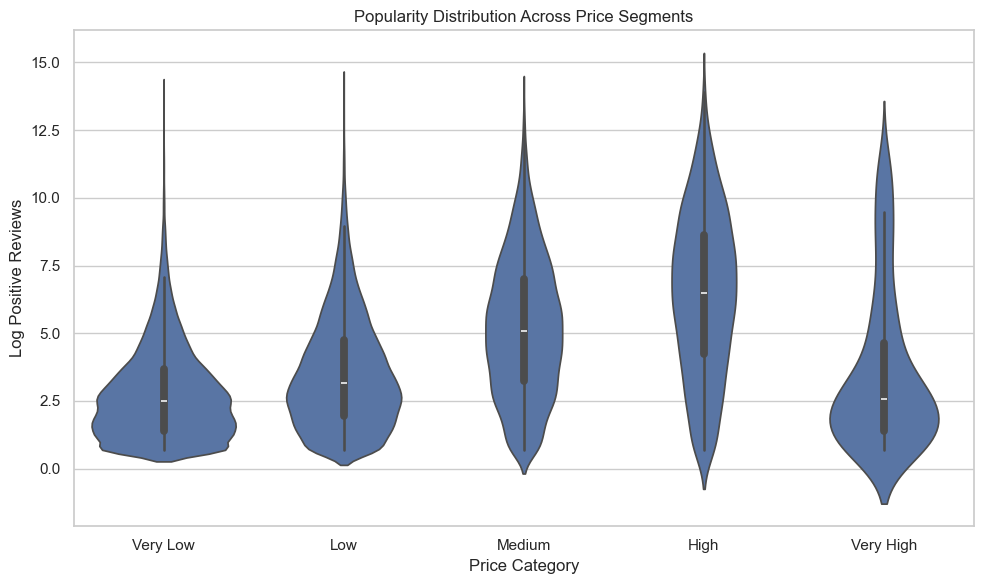 Popularity Distribution Across Price Segments
Log Positive Reviews
15.0
12.5
10.0
7.5
5.0
2.5
0.0
Very Low
Low
Medium
High
Very High
Price Category